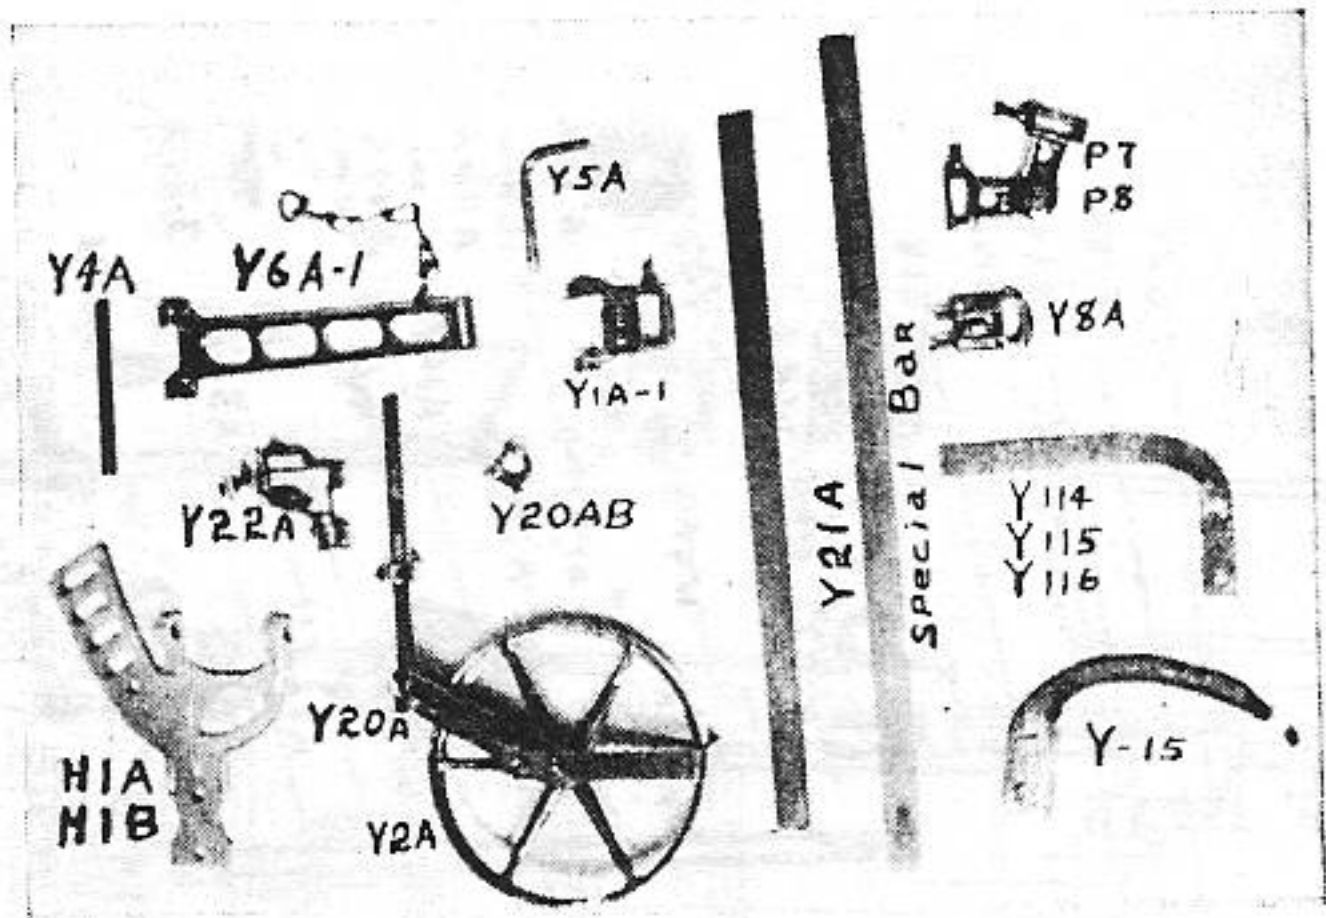 Y5A
P7
P8
Y4A
Y6A-1
Y8A
Y1A-1
Y22A
Y20AB
Y21A
Special Bar
Y114
Y115
Y116
Y20A
Y-15
H1A
H1B
Y2A